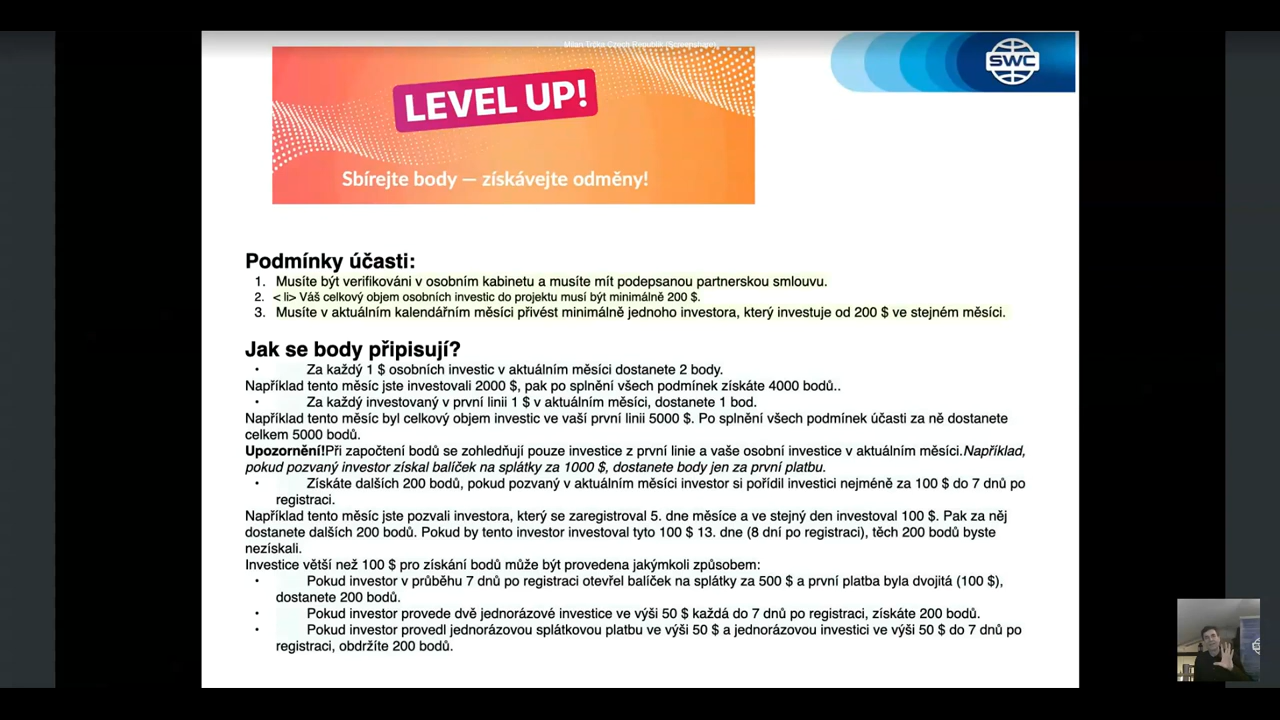 Milan Trčka Czech Republik (Screensharing)
SWC
LEVEL UP!
Sbírejte body — získávejte odměny!
Podmínky účasti:
1. Musíte být verifikováni v osobním kabinetu a musíte mít podepsanou partnerskou smlouvu.
2. < li> Váš celkový objem osobních investic do projektu musí být minimálně 200 $.
3. Musíte v aktuálním kalendářním měsíci přivést minimálně jednoho investora, který investuje od 200 $ ve stejném měsíci.
Jak se body připisují?
• Za každý 1 $ osobních investic v aktuálním měsíci dostanete 2 body.
Například tento měsíc jste investovali 2000 $, pak po splnění všech podmínek získáte 4000 bodů..
• Za každý investovaný v první linii 1 $ v aktuálním měsíci, dostanete 1 bod.
Například tento měsíc byl celkový objem investic ve vaší první linii 5000 $. Po splnění všech podmínek účasti za ně dostanete
celkem 5000 bodů.
Upozornění!Při započtení bodů se zohledňují pouze investice z první linie a vaše osobní investice v aktuálním měsíci.Například,
pokud pozvaný investor získal balíček na splátky za 1000 $, dostanete body jen za první platbu.
• Získáte dalších 200 bodů, pokud pozvaný v aktuálním měsíci investor si pořídil investici nejméně za 100 $ do 7 dnů po
registraci.
Například tento měsíc jste pozvali investora, který se zaregistroval 5. dne měsíce a ve stejný den investoval 100 $. Pak za něj
dostanete dalších 200 bodů. Pokud by tento investor investoval tyto 100 $ 13. dne (8 dní po registraci), těch 200 bodů byste
nezískali.
Investice větší než 100 $ pro získání bodů může být provedena jakýmkoli způsobem:
• Pokud investor v průběhu 7 dnů po registraci otevřel balíček na splátky za 500 $ a první platba byla dvojitá (100 $),
dostanete 200 bodů.
• Pokud investor provede dvě jednorázové investice ve výši 50 $ každá do 7 dnů po registraci, získáte 200 bodů.
• Pokud investor provedl jednorázovou splátkovou platbu ve výši 50 $ a jednorázovou investici ve výši 50 $ do 7 dnů po
registraci, obdržíte 200 bodů.